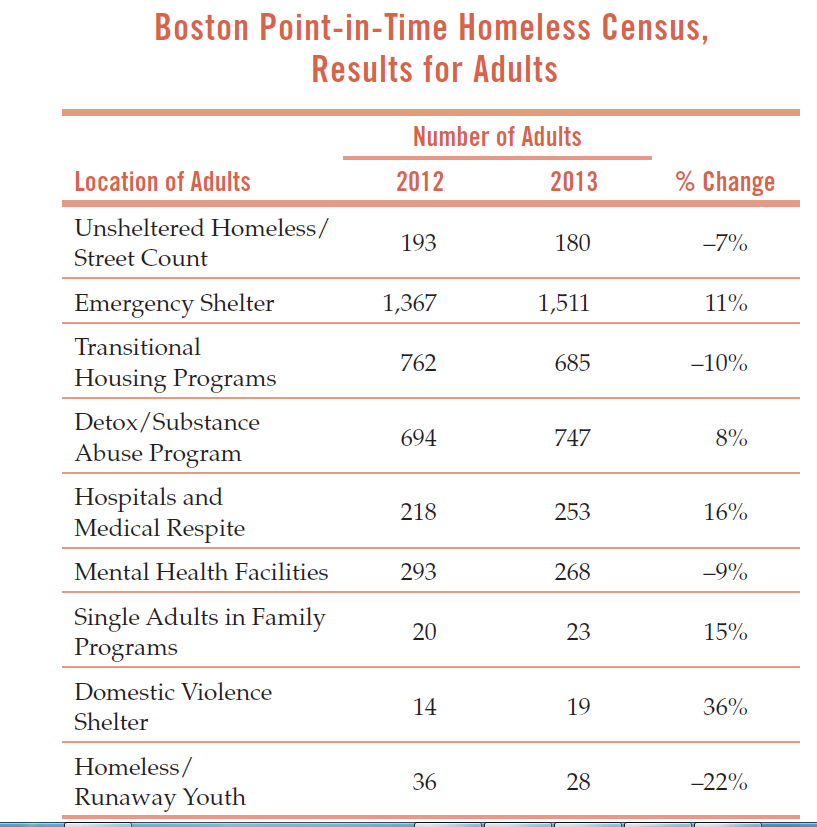 Boston Point-in-Time Homeless Census,
Results for Adults
Number of Adults
Location of Adults 2012 2013 % Change
Unsheltered Homeless/
Street Count 193 180 –7%
Emergency Shelter 1,367 1,511 11%
Transitional
Housing Programs 762 685 –10%
Detox/Substance
Abuse Program 694 747 8%
Hospitals and
Medical Respite 218 253 16%
Mental Health Facilities 293 268 –9%
Single Adults in Family
Programs 20 23 15%
Domestic Violence
Shelter 14 19 36%
Homeless/
Runaway Youth 36 28 –22%